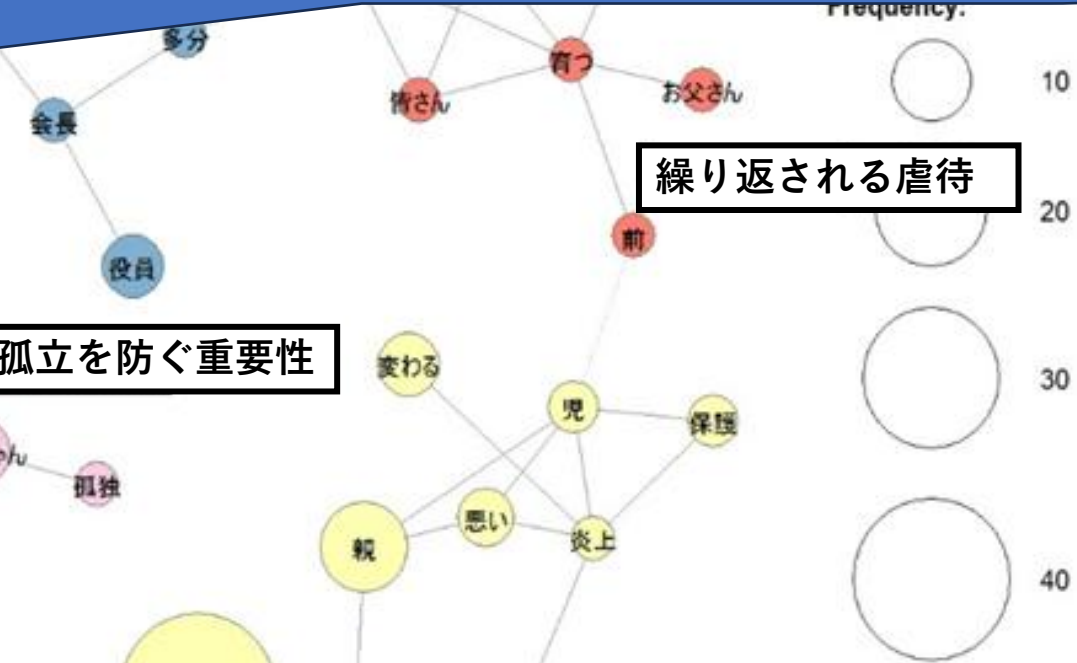 Frequency:
多分
育つ
皆さん
お父さん
10
会長
繰り返される虐待
20
前
役員
孤立を防ぐ重要性
変わる
30
児
保護
孤独
悪い
親
炎上
40